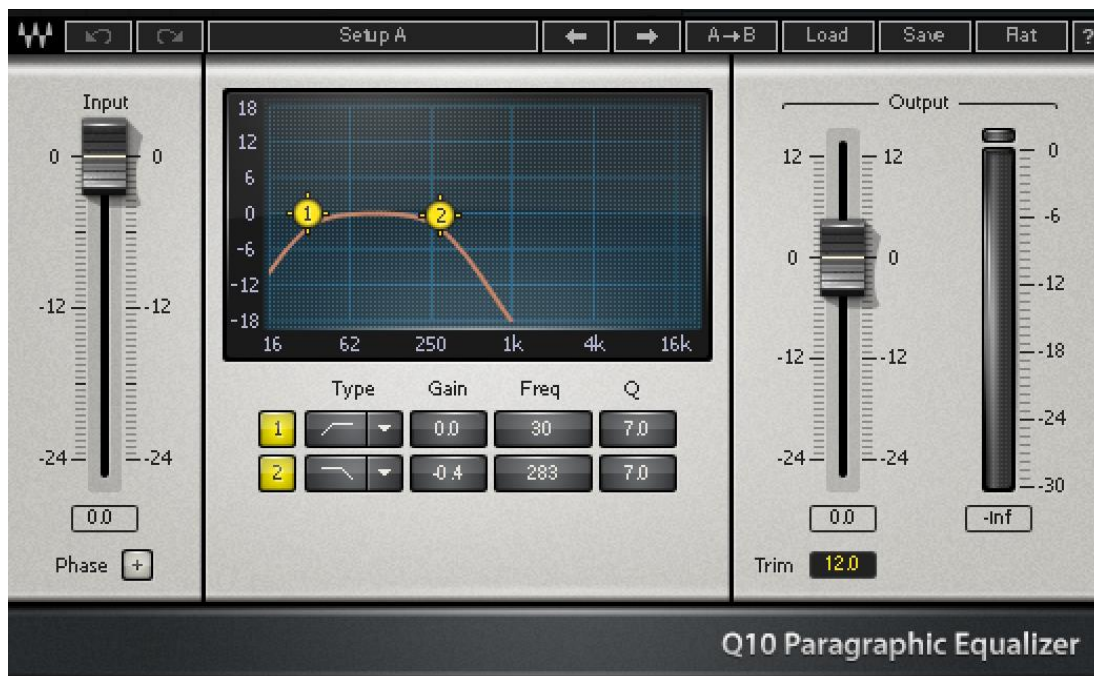 Setup A A→B Load Save Flat ?
Input
0 0
-12 -12
-24 -24
0.0
Phase +
18
12
6
0
-6
-12
-18
16 62 250 1k 4k 16k
1 2
Type Gain Freq Q
1 0.0 30 7.0
2 -0.4 283 7.0
Output
12 12
0 0
-12 -12
-24 -24
0.0
Trim 12.0
0
-6
-12
-18
-24
-30
-Inf
Q10 Paragraphic Equalizer